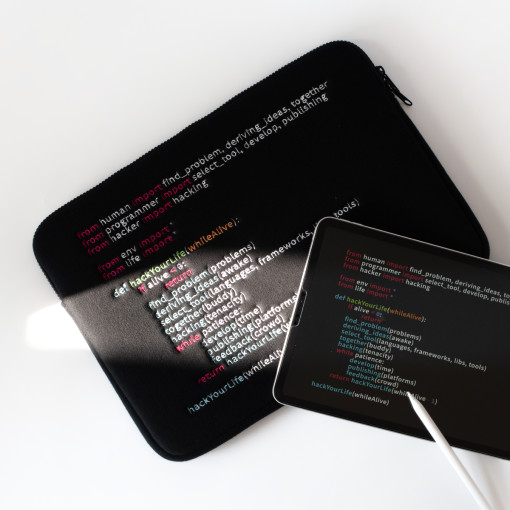 from human import find_problem, deriving_ideas, together
from programmer import select_tool, develop, publishing
from hacker import hacking
from env import *
from life import *
def hackYourLife(whileAlive):
if alive < 0:
return
find_problem(problems)
deriving_ideas(awake)
select_tool(languages, frameworks, tools)
together(buddy)
hacking(tenacity)
while patience:
develop(time)
publishing(platforms)
feedback(crowd)
return hackYourLife(
hackYourLife(whileAlive)
from human import find_problem, deriving_ideas,
from programmer import select_tool, develop,
from hacker import hacking
from env import *
from life import *
def hackYourLife(whileAlive):
if alive
return
find_problem(problems)
deriving_ideas(awake)
select_tool(languages, frameworks, libs, tools)
together(buddy)
hacking(tenacity)
while patience:
develop(time)
publishing(platforms)
feedback(crowd)
return hackYourLife(whileAlive
hackYourLife(whileAlive)